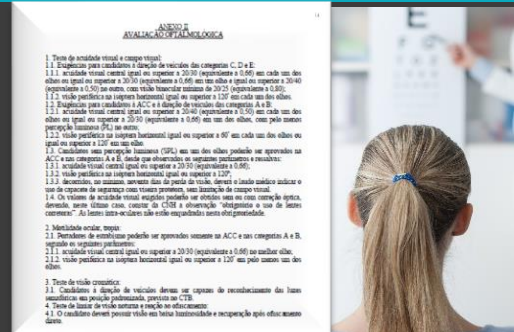 ANEXO II
AVALIAÇÃO OFTALMOLÓGICA
1. Teste de acuidade visual e campo visual:
1.1. Exigências para candidatos à direção de veículos das categorias C, D e E:
1.1.1. acuidade visual central igual ou superior a 20/30 (equivalente a 0,66) em cada um dos
olhos ou igual ou superior a 20/30 (equivalente a 0,66) em um olho e igual ou superior a 20/40
(equivalente a 0,50) no outro, com visão binocular mínima de 20/25 (equivalente a 0,80);
1.1.2. visão periférica na isóptera horizontal igual ou superior a 120° em cada um dos olhos.
1.2. Exigências para candidatos à ACC e à direção de veículos das categorias A e B:
1.2.1. acuidade visual central igual ou superior a 20/40 (equivalente a 0,50) em cada um dos
olhos ou igual ou superior a 20/30 (equivalente a 0,66) em um dos olhos, com pelo menos
percepção luminosa (PL) no outro;
1.2.2. visão periférica na isóptera horizontal igual ou superior a 60° em cada um dos olhos ou
igual ou superior a 120° em um olho.
1.3. Candidatos sem percepção luminosa (SPL) em um dos olhos poderão ser aprovados na
ACC e nas categorias A e B, desde que observados os seguintes parâmetros e ressalvas:
1.3.1. acuidade visual central igual ou superior a 20/30 (equivalente a 0,66);
1.3.2. visão periférica na isóptera horizontal igual ou superior a 120°;
1.3.3. decorridos, no mínimo, noventa dias da perda da visão, deverá o laudo médico indicar o
uso de capacete de segurança com viseira protetora, sem limitação de campo visual.
1.4. Os valores de acuidade visual exigidos poderão ser obtidos sem ou com correção óptica,
devendo, neste último caso, constar da CNH a observação "obrigatório o uso de lentes
corretoras". As lentes intra-oculares não estão enquadradas nesta obrigatoriedade.
2. Motilidade ocular, tropia:
2.1. Portadores de estrabismo poderão ser aprovados somente na ACC e nas categorias A e B,
segundo os seguintes parâmetros:
2.1.1. acuidade visual central igual ou superior a 20/30 (equivalente a 0,66) no melhor olho;
2.1.2. visão periférica na isóptera horizontal igual ou superior a 120° em pelo menos um dos
olhos.
3. Teste de visão cromática:
3.1. Candidatos à direção de veículos devem ser capazes de reconhecimento das luzes
semafóricas em posição padronizada, prevista no CTB.
4. Teste de limiar de visão noturna e reação ao ofuscamento:
4.1. O candidato deverá possuir visão em baixa luminosidade e recuperação após ofuscamento
direto.
E